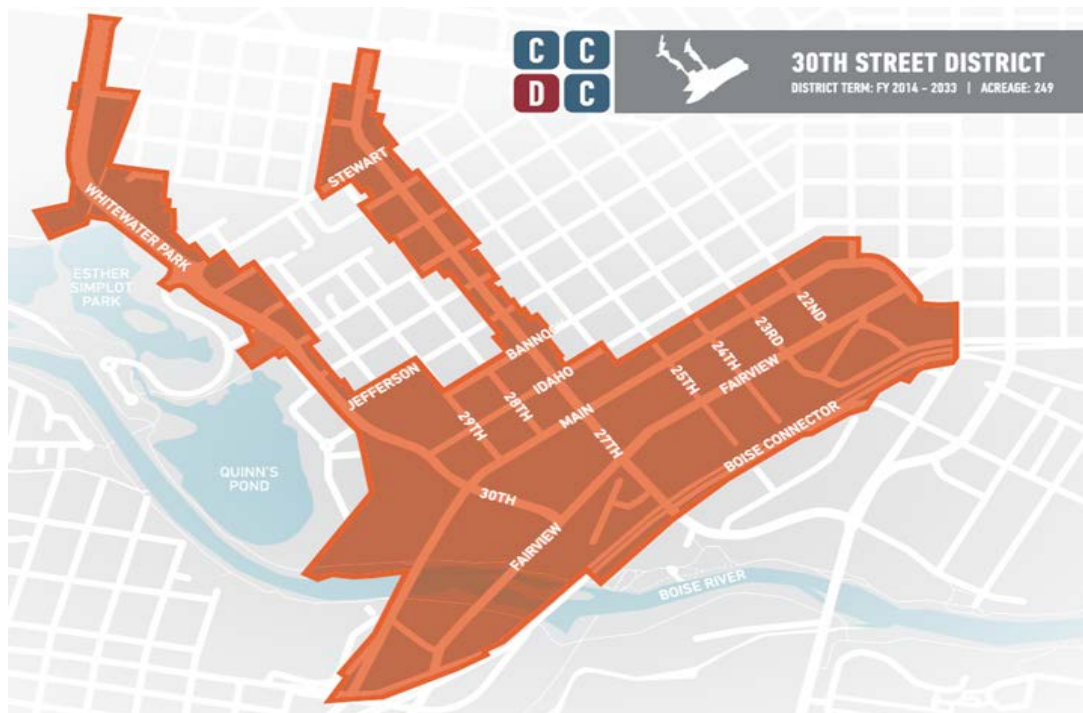 C C
D C
30TH STREET DISTRICT
DISTRICT TERM: FY 2014 - 2033 | ACREAGE: 249
STEWART
WHITEWATER PARK
ESTHER
SIMPLOT
PARK
22ND
BANNOCK
23RD
24TH
IDAHO
FAIRVIEW
JEFFERSON
25TH
28TH
MAIN
29TH
27TH
BOISE CONNECTOR
QUINN'S
POND
30TH
FAIRVIEW
BOISE RIVER